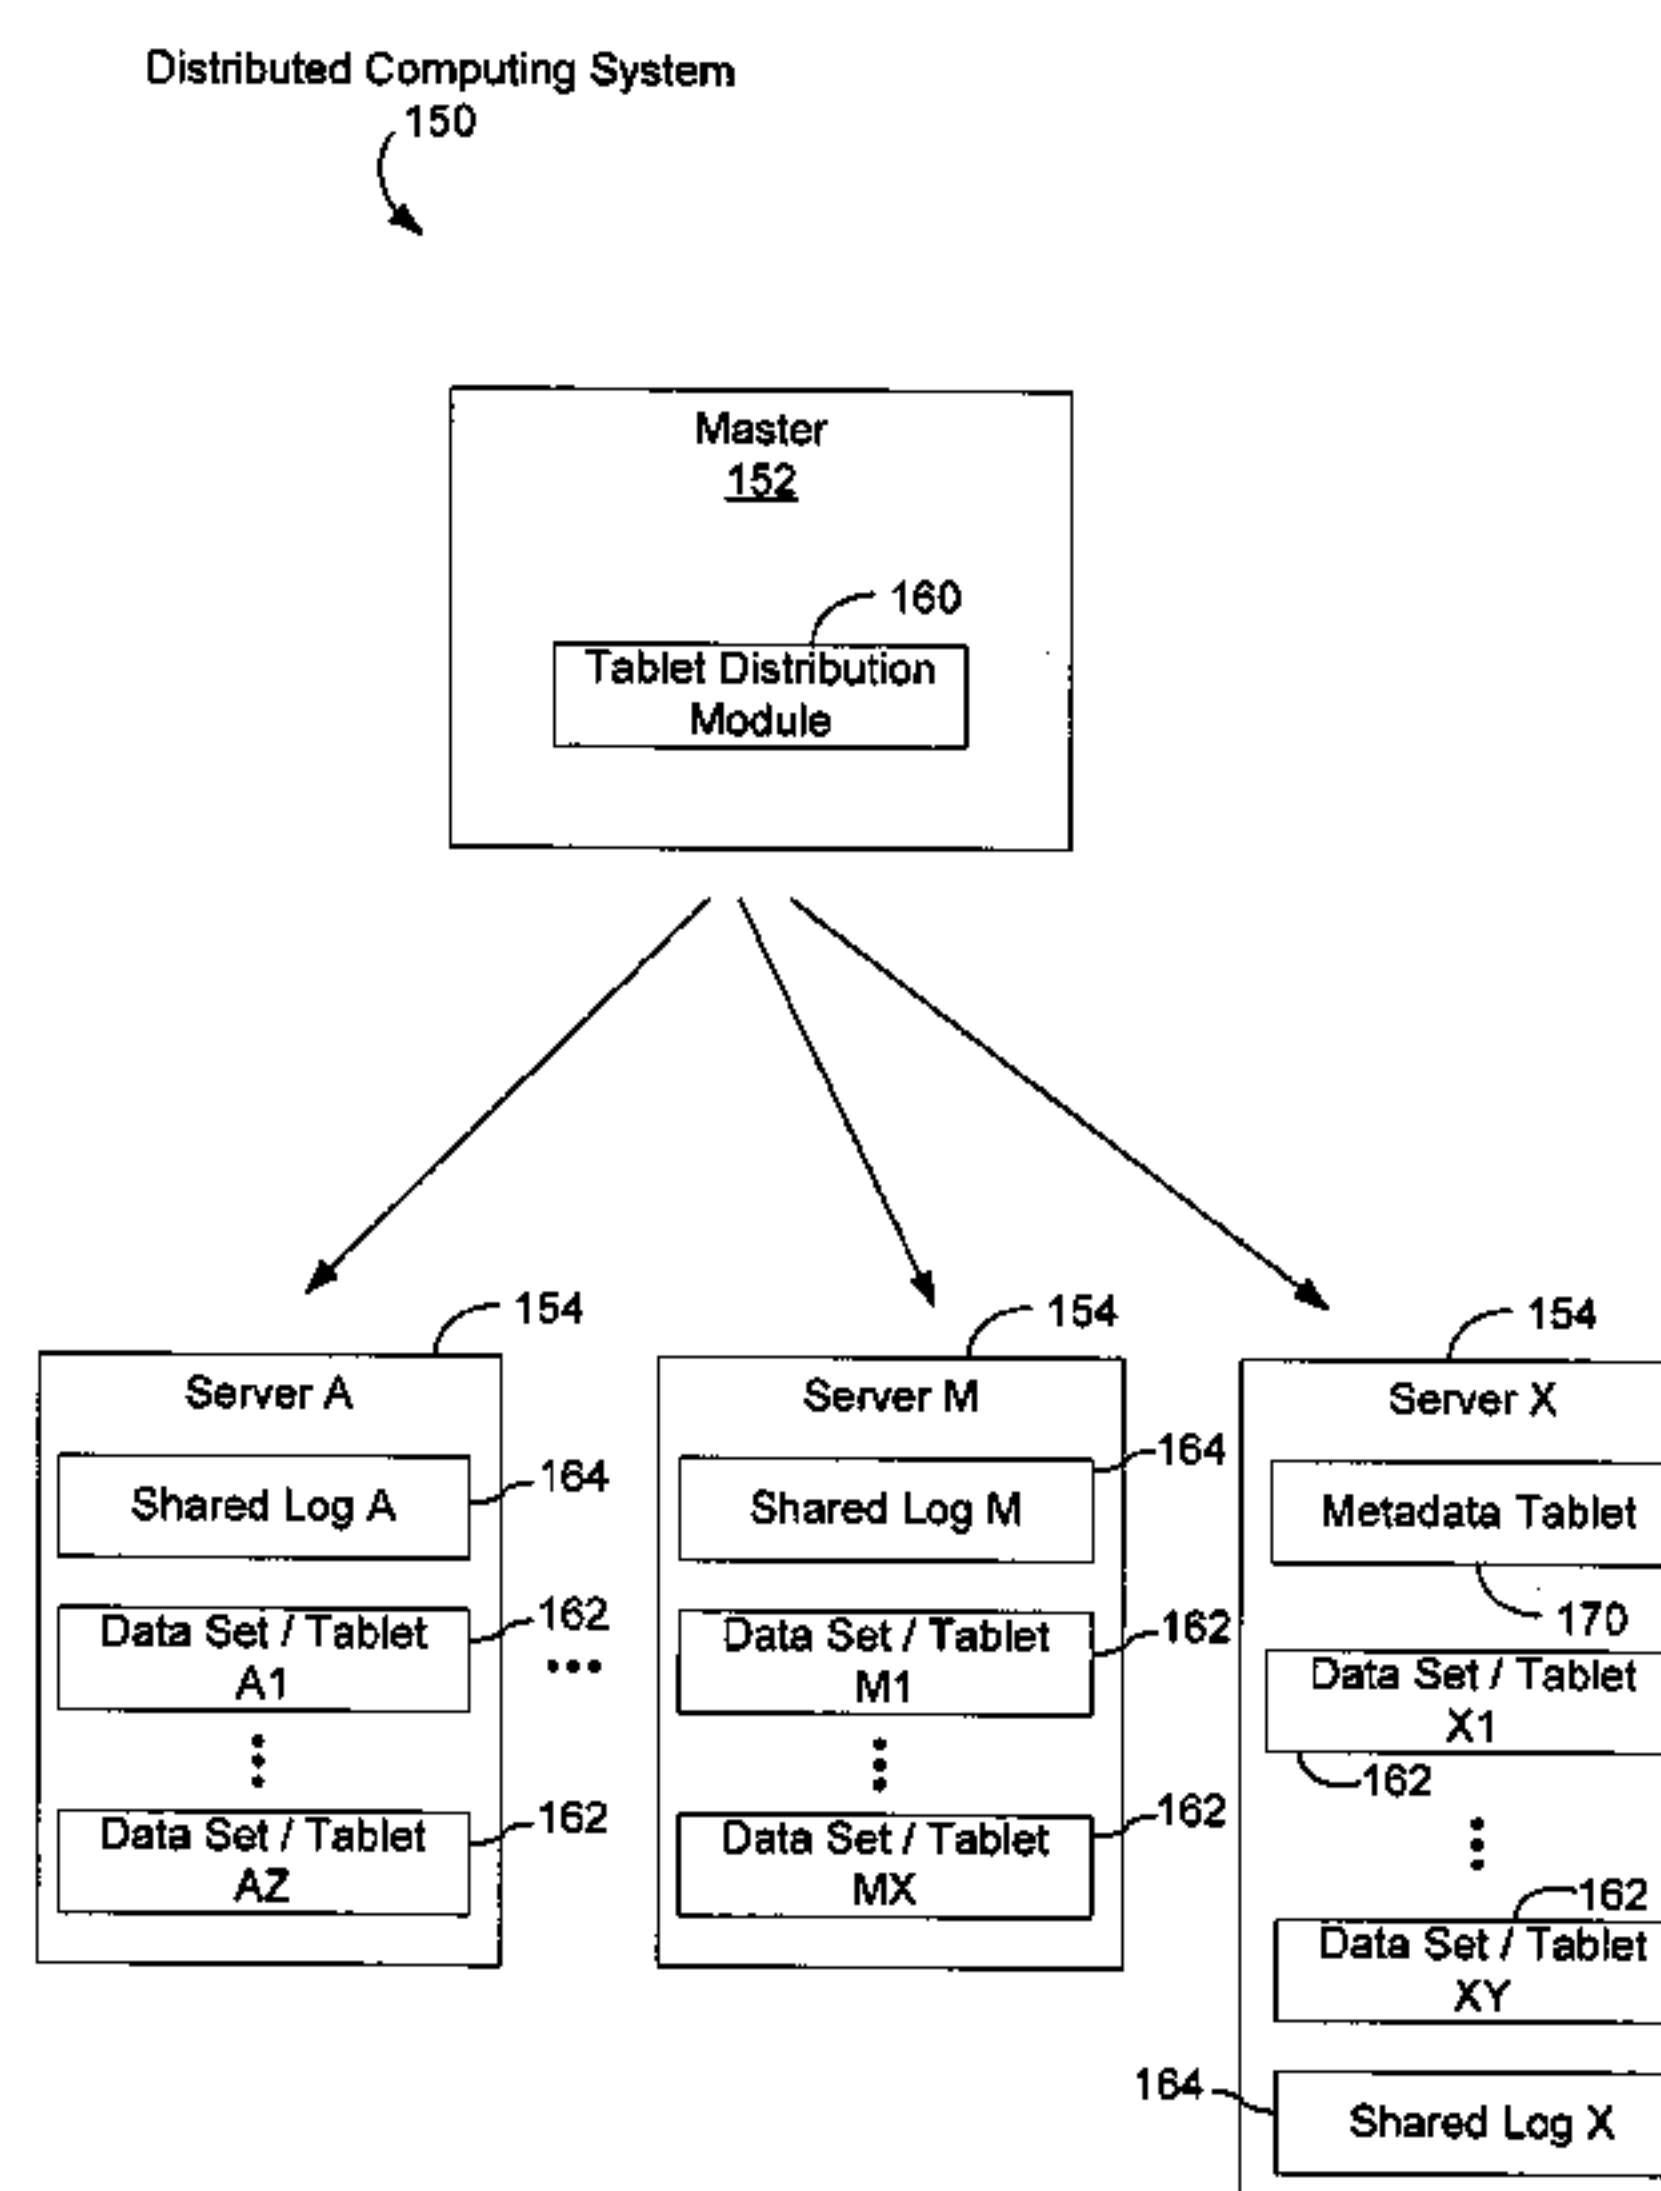 Distributed Computing System
150
Master
152
160
Tablet Distribution
Module
154
154
154
Server A
Shared Log A
164
Data Set / Tablet
A1
162
Data Set / Tablet
AZ
162
Server M
Shared Log M
164
Data Set / Tablet
M1
162
Data Set / Tablet
MX
162
Server X
Metadata Tablet
170
Data Set / Tablet
X1
162
162
Data Set / Tablet
XY
164
Shared Log X